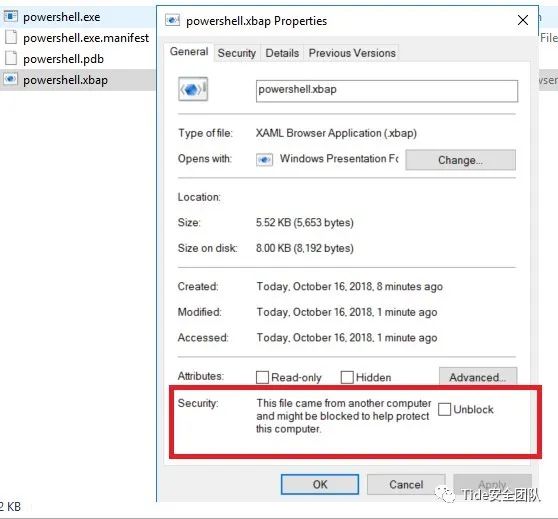 powershell.exe
powershell.exe.manifest
powershell.pdb
powershell.xbap
File
wser
2 KB
powershell.xbap Properties
General Security Details Previous Versions
powershell.xbap
Type of file: XAML Browser Application (.xbap)
Opens with: Windows Presentation Fo Change...
Location:
Size: 5.52 KB (5,653 bytes)
Size on disk: 8.00 KB (8,192 bytes)
Created: Today, October 16, 2018, 8 minutes ago
Modified: Today, October 16, 2018, 1 minute ago
Accessed: Today, October 16, 2018, 1 minute ago
Attributes: Read-only Hidden Advanced...
Security: This file came from another computer
and might be blocked to help protect
this computer.
Unblock
OK Cancel Apply
Tide安全团队